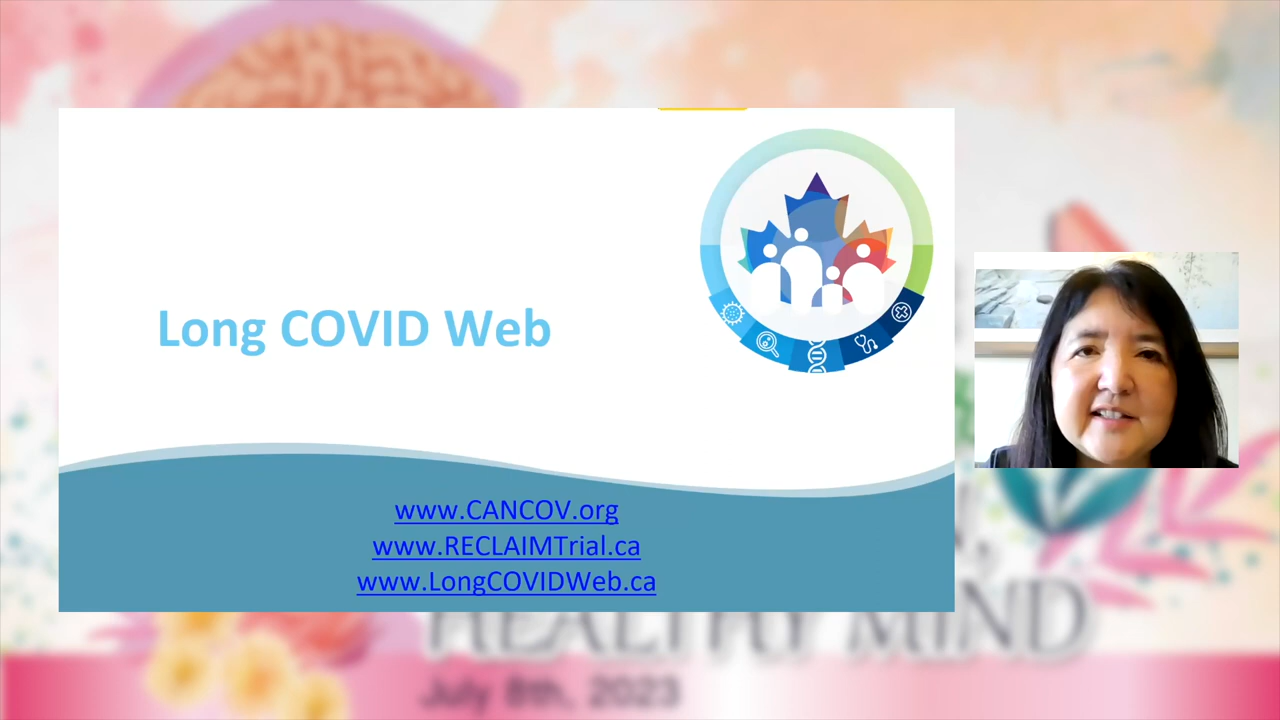 Long COVID Web
www.CANCOV.org
www.RECLAIMTrial.ca
www.LongCOVIDWeb.ca
HEALTHY MIND
July 8th, 2023